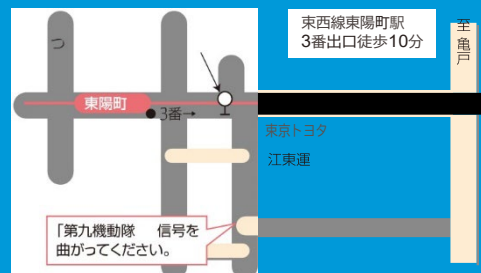 東西線東陽町駅
3番出口徒歩10分
至亀戸
つ
東陽町
3番→
東京トヨタ
江東運
「第九機動隊 信号を
曲がってください。